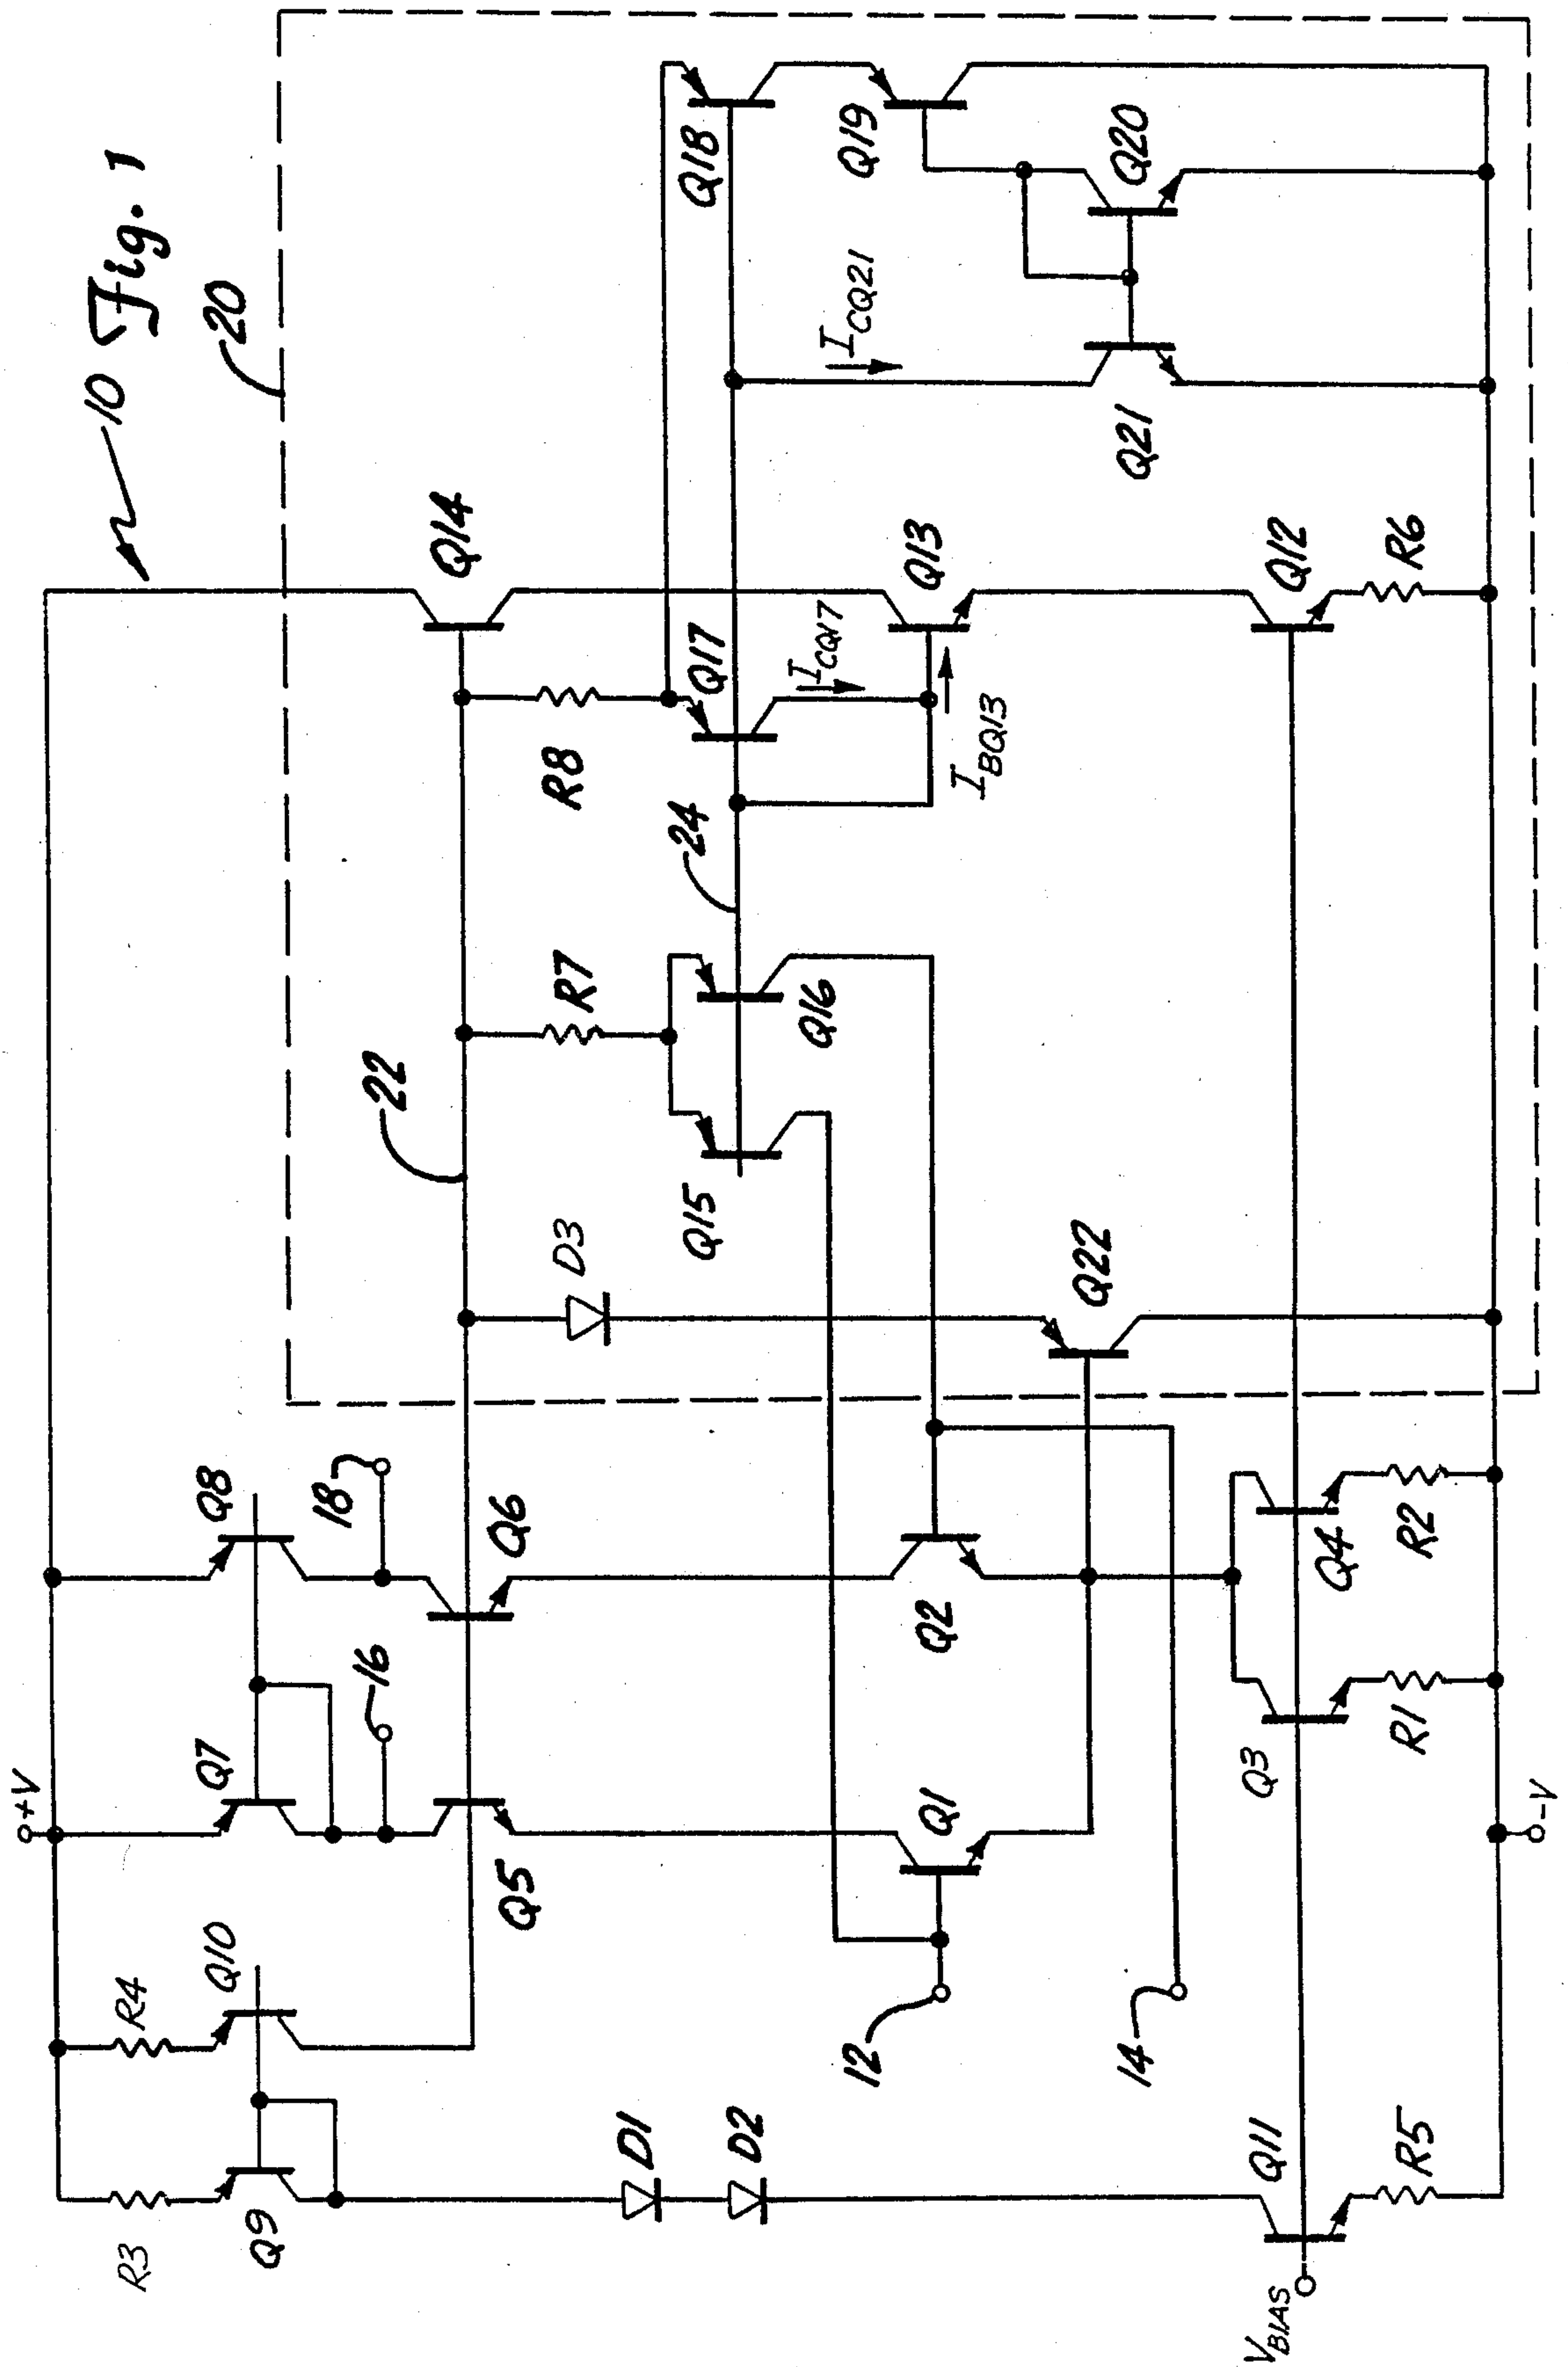 10 Fig. 1
20
+V
R3
R4
Q9
Q10
Q7
Q8
16
18
Q5
Q6
22
Q14
R7
R8
D3
Q17
Q18
Q15
Q16
24
I_CQ17
I_BQ13
Q13
I_CQ21
Q19
Q20
Q21
D1
D2
12
14
Q1
Q2
Q22
V_BIAS
Q11
Q3
Q4
Q12
R5
R1
R2
R6
-V